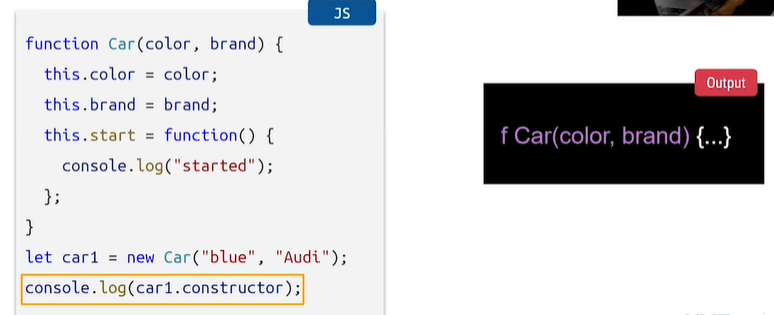 JS
function Car(color, brand) {
this.color = color;
this.brand = brand;
this.start = function() {
console.log("started");
};
}
let car1 = new Car("blue", "Audi");
console.log(car1.constructor);
Output
f Car(color, brand) {...}